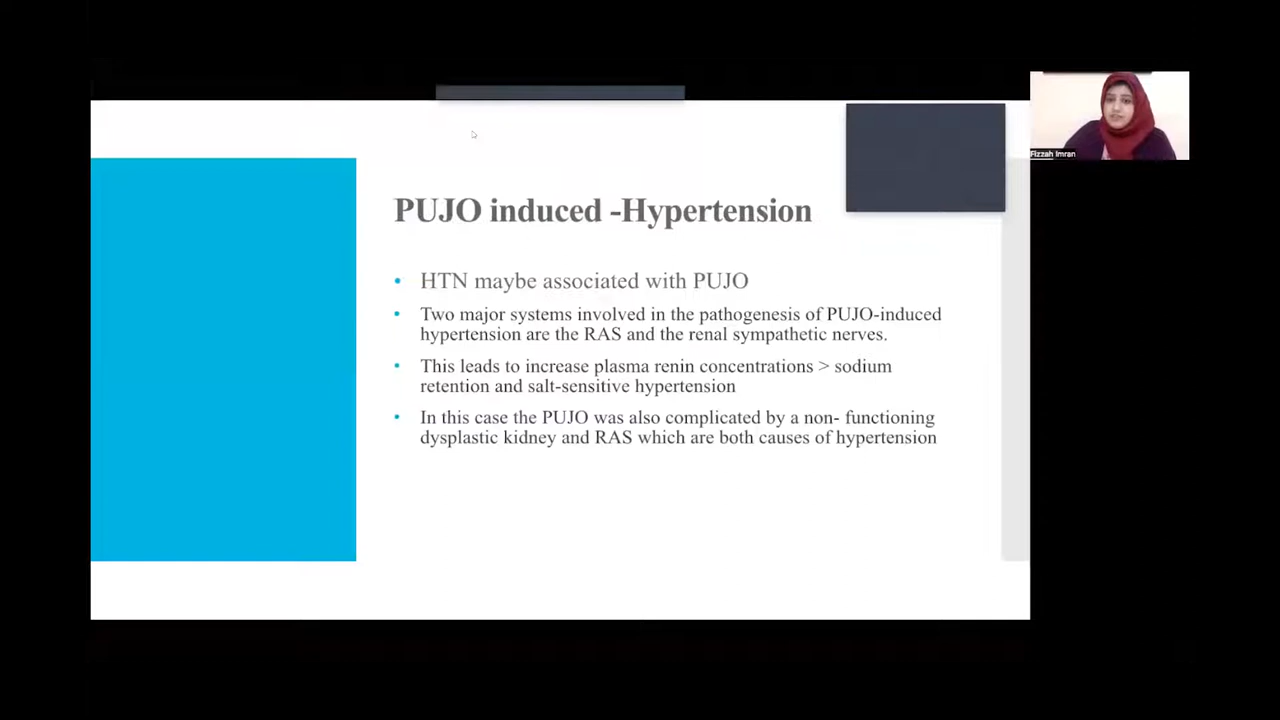 PUJO induced -Hypertension
• HTN maybe associated with PUJO
• Two major systems involved in the pathogenesis of PUJO-induced
hypertension are the RAS and the renal sympathetic nerves.
• This leads to increase plasma renin concentrations > sodium
retention and salt-sensitive hypertension
• In this case the PUJO was also complicated by a non- functioning
dysplastic kidney and RAS which are both causes of hypertension
Fizzah Imran